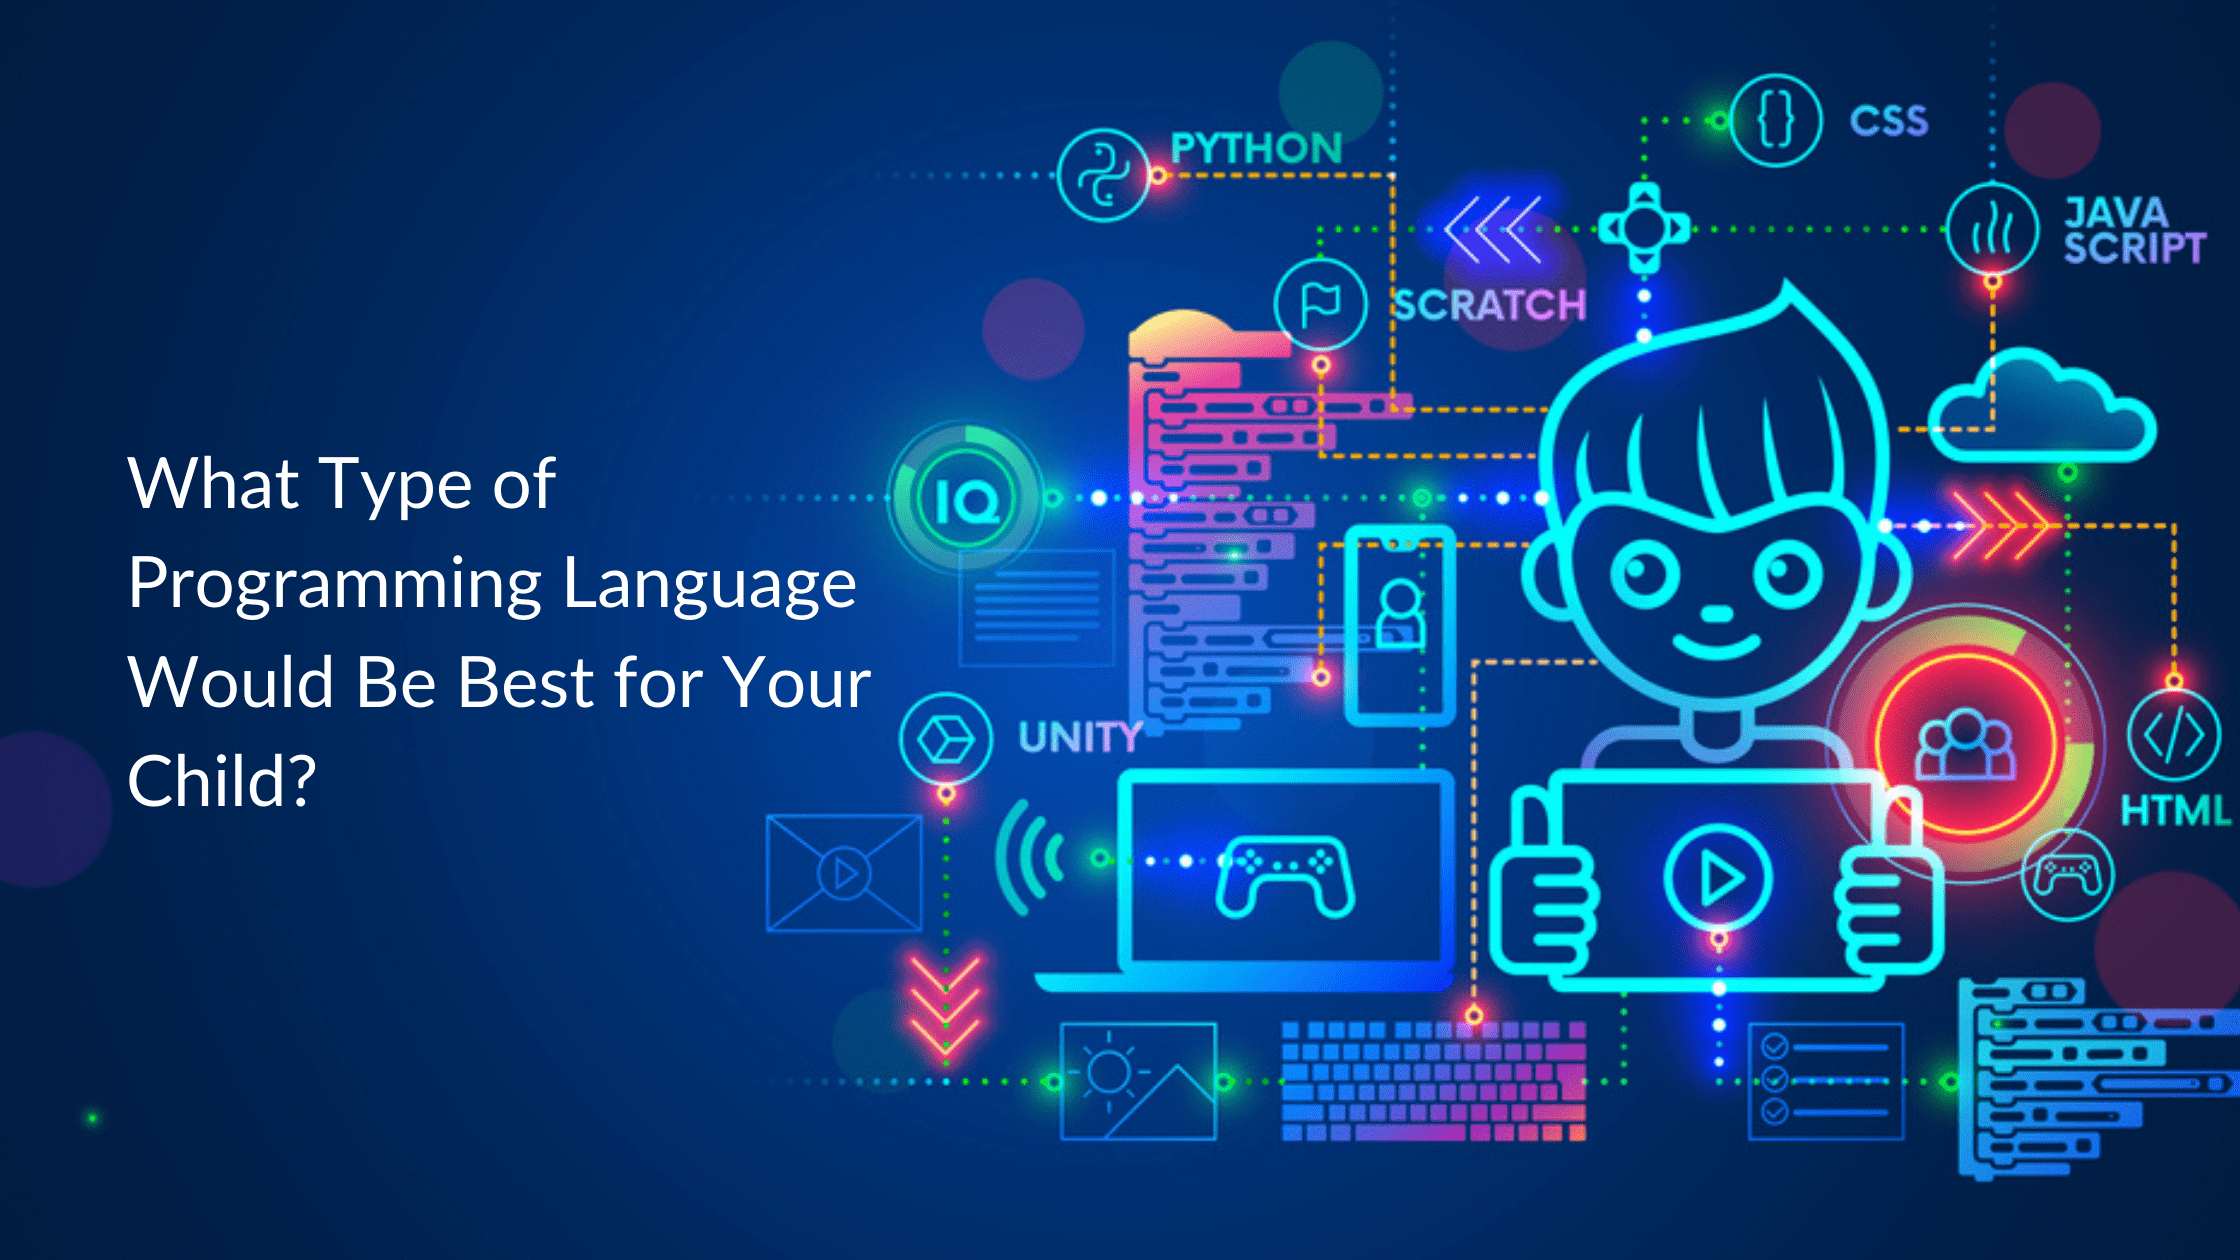 What Type of
Programming Language
Would Be Best for Your
Child?
PYTHON
CSS
JAVA
SCRIPT
SCRATCH
IQ
UNITY
HTML